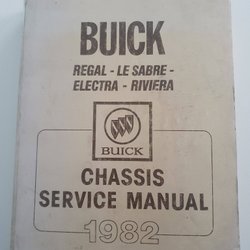 BUICK
REGAL - LE SABRE -
ELECTRA - RIVIERA
BUICK
CHASSIS
SERVICE MANUAL
1982